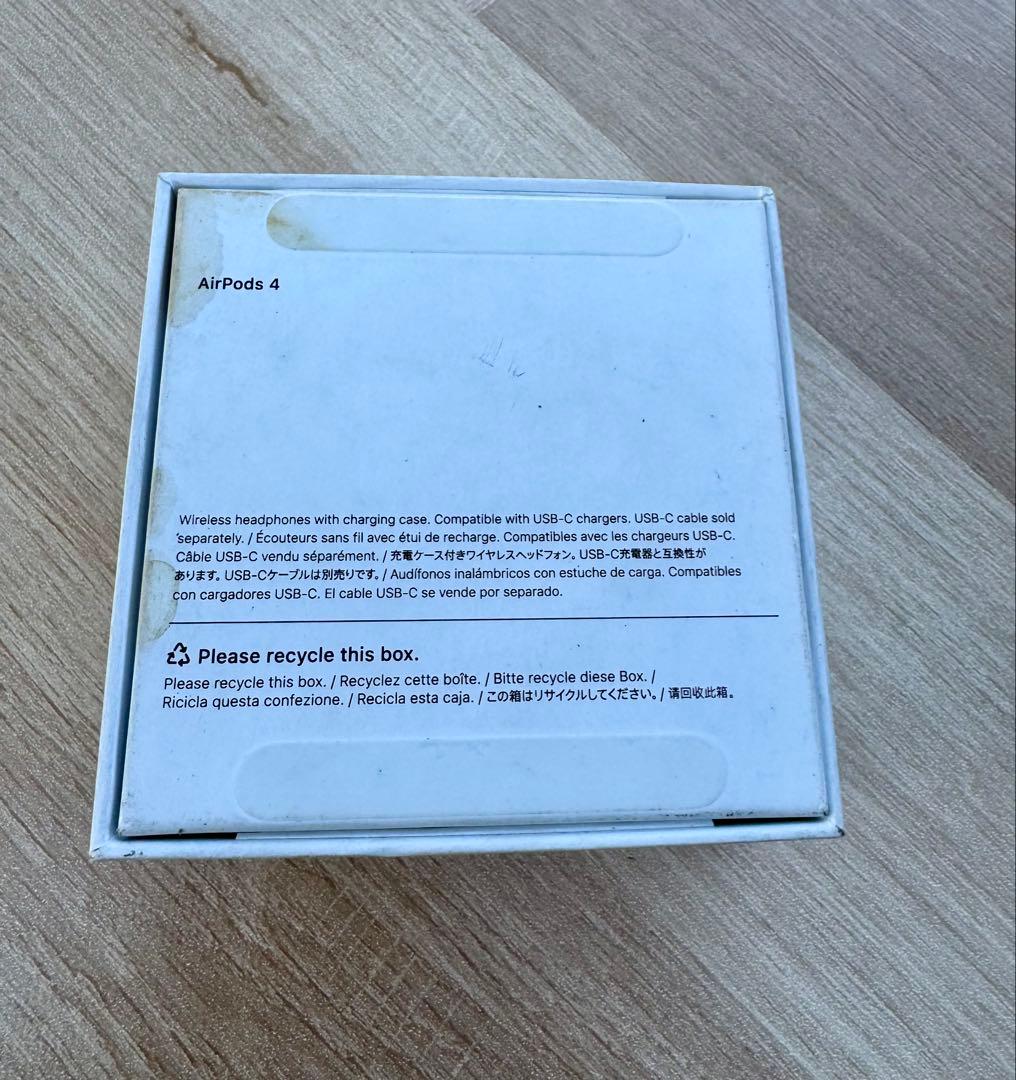 AirPods 4
Wireless headphones with charging case. Compatible with USB-C chargers. USB-C cable sold
separately. / Écouteurs sans fil avec étui de recharge. Compatibles avec les chargeurs USB-C.
Câble USB-C vendu séparément. / 充電ケース付きワイヤレスヘッドフォン。USB-C充電器と互換性が
あります。USB-Cケーブルは別売りです。/ Audífonos inalámbricos con estuche de carga. Compatibles
con cargadores USB-C. El cable USB-C se vende por separado.
Please recycle this box.
Please recycle this box. / Recyclez cette boîte. / Bitte recycle diese Box. /
Ricicla questa confezione. / Recicla esta caja. / この箱はリサイクルしてください。/ 请回收此箱。